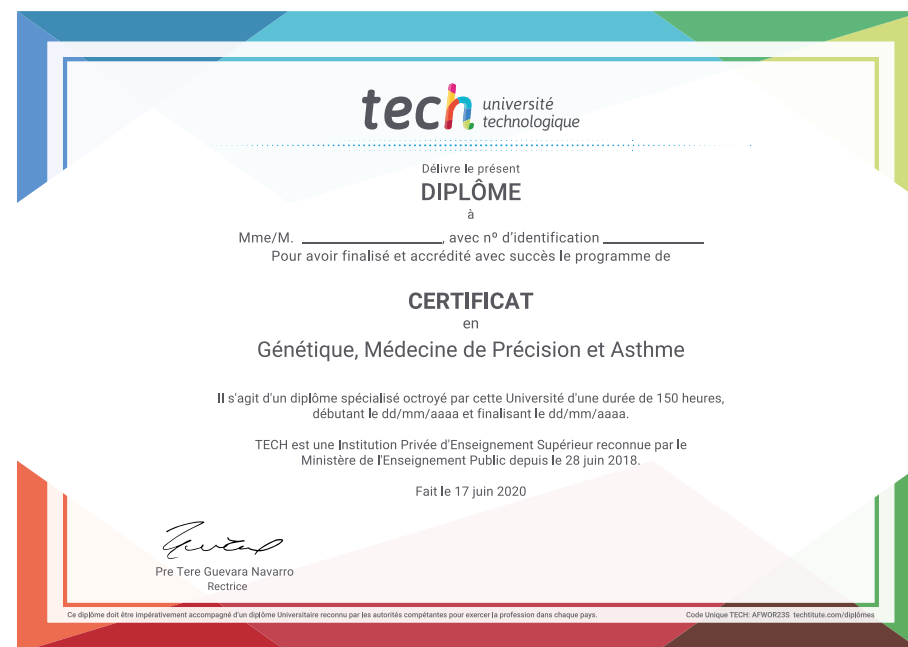 tech université
technologique
Délivre le présent
DIPLÔME
à
Mme/M. ____________________, avec nº d'identification ______________
Pour avoir finalisé et accrédité avec succès le programme de
CERTIFICAT
en
Génétique, Médecine de Précision et Asthme
Il s'agit d'un diplôme spécialisé octroyé par cette Université d'une durée de 150 heures,
débutant le dd/mm/aaaa et finalisant le dd/mm/aaaa.
TECH est une Institution Privée d'Enseignement Supérieur reconnue par le
Ministère de l'Enseignement Public depuis le 28 juin 2018.
Fait le 17 juin 2020
Pre Tere Guevara Navarro
Rectrice
Ce diplôme doit être impérativement accompagné d'un diplôme Universitaire reconnu par les autorités compétentes pour exercer la profession dans chaque pays. Code Unique TECH: AFWOR23S techtitute.com/diplômes